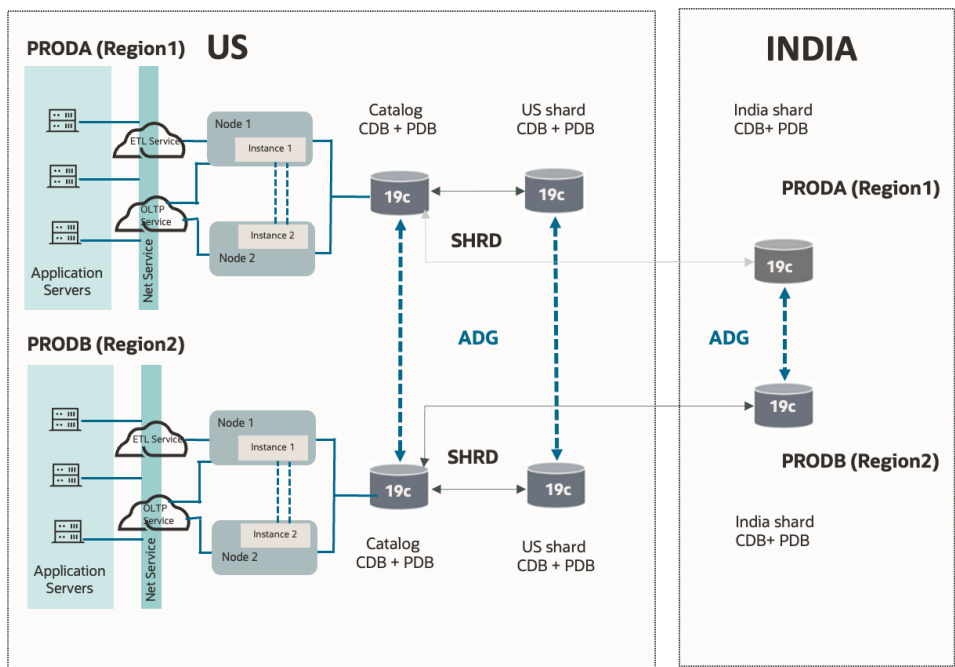 PRODA (Region1)
US
ETL Service
OLTP
Service
Net Service
Application
Servers
Node 1
Instance 1
Instance 2
Node 2
Catalog
CDB + PDB
US shard
CDB + PDB
19c
19c
SHRD
ADG
PRODB (Region2)
ETL Service
OLTP
Service
Net Service
Application
Servers
Node 1
Instance 1
Instance 2
Node 2
SHRD
19c
19c
Catalog
CDB + PDB
US shard
CDB + PDB
INDIA
India shard
CDB+ PDB
PRODA (Region1)
19c
ADG
19c
PRODB (Region2)
India shard
CDB+ PDB